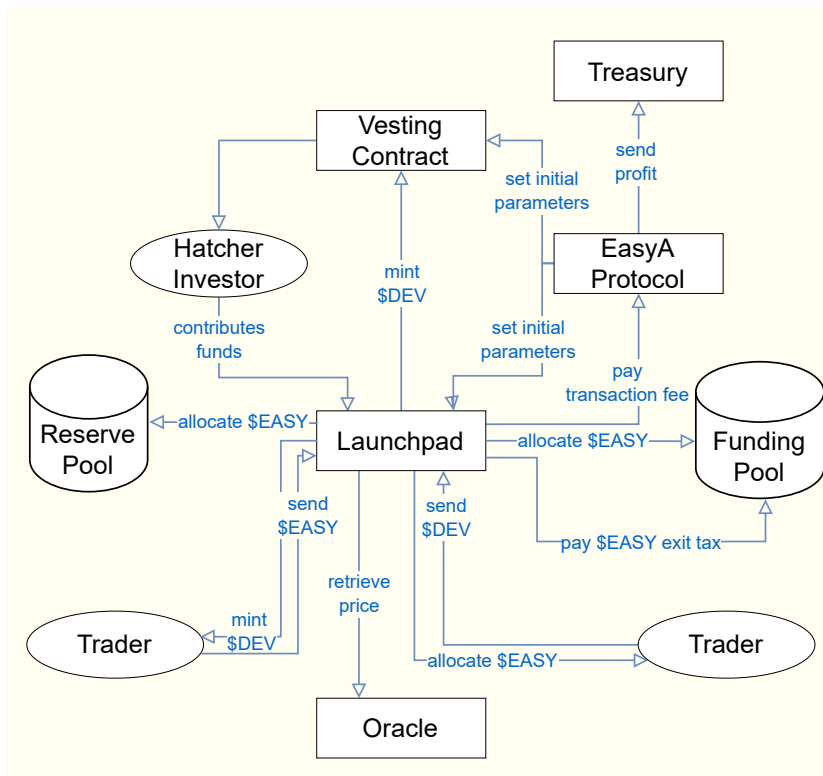 Treasury
Vesting
Contract
send
profit
set initial
parameters
Hatcher
Investor
EasyA
Protocol
mint
$DEV
contributes
funds
set initial
parameters
pay
transaction fee
Reserve
Pool
allocate $EASY
Launchpad
allocate $EASY
Funding
Pool
send
$EASY
send
$DEV
pay $EASY exit tax
retrieve
price
mint
$DEV
Trader
Trader
allocate $EASY
Oracle